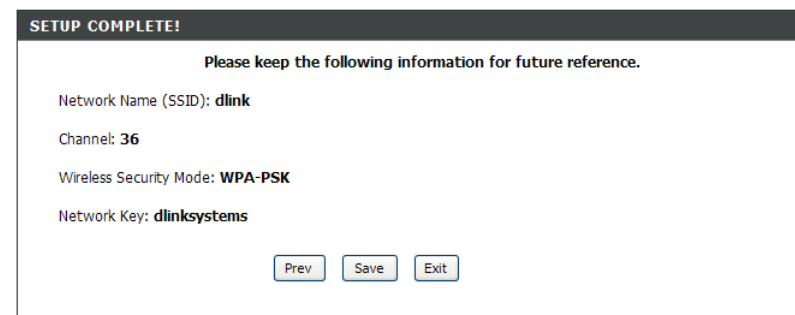 SETUP COMPLETE!
Please keep the following information for future reference.
Network Name (SSID): dlink
Channel: 36
Wireless Security Mode: WPA-PSK
Network Key: dlinksystems
Prev Save Exit